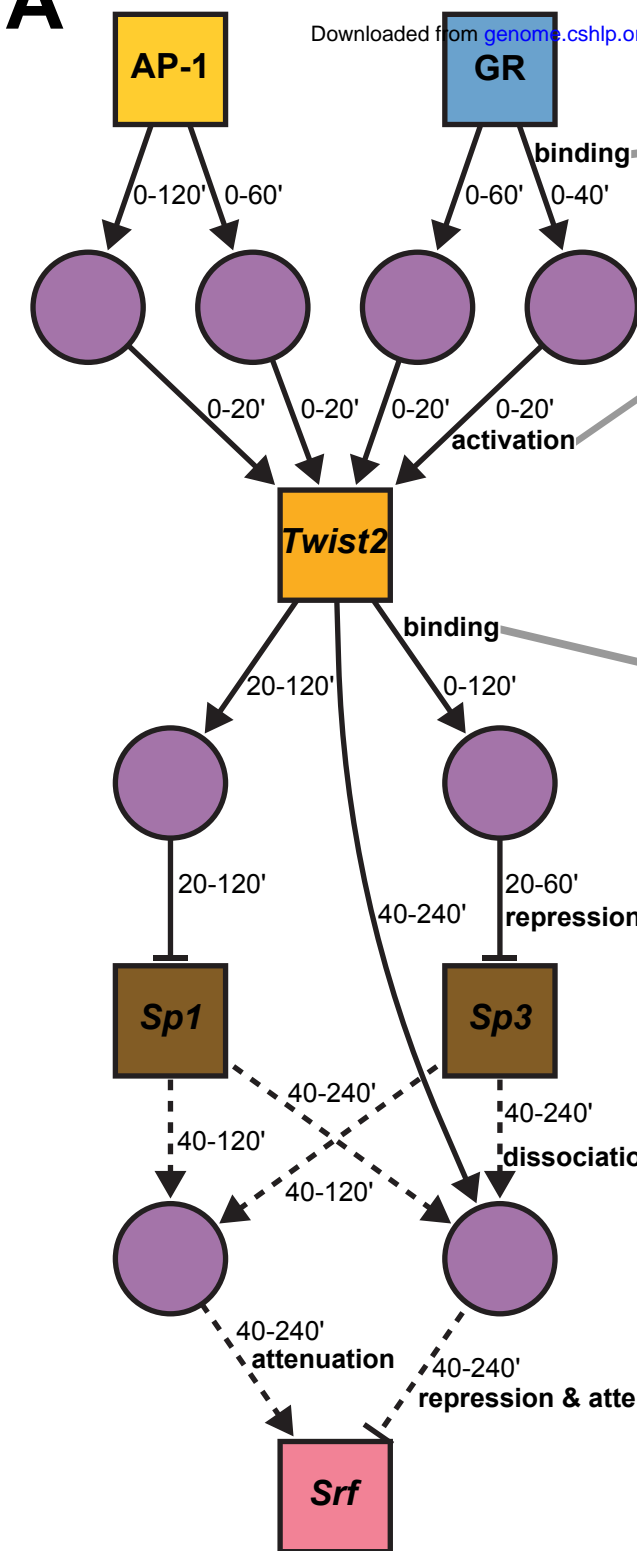 A
Downloaded from genome.cshlp.or
AP-1
GR
binding
0-120'
0-60'
0-60'
0-40'
0-20'
0-20'
0-20'
0-20'
activation
Twist2
binding
20-120'
0-120'
20-120'
20-60'
40-240'
repression
Sp1
Sp3
40-240'
40-240'
40-120'
dissociatio
40-120'
40-240'
attenuation
40-240'
repression & atte
Srf